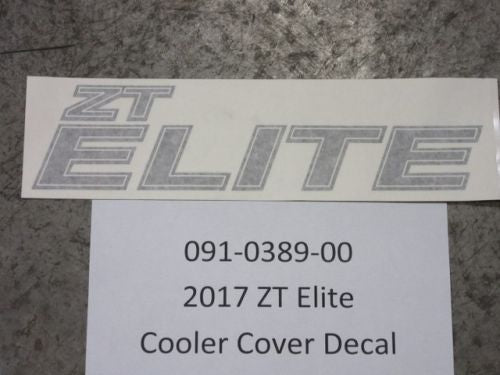 ZT
ELITE
091-0389-00
2017 ZT Elite
Cooler Cover Decal